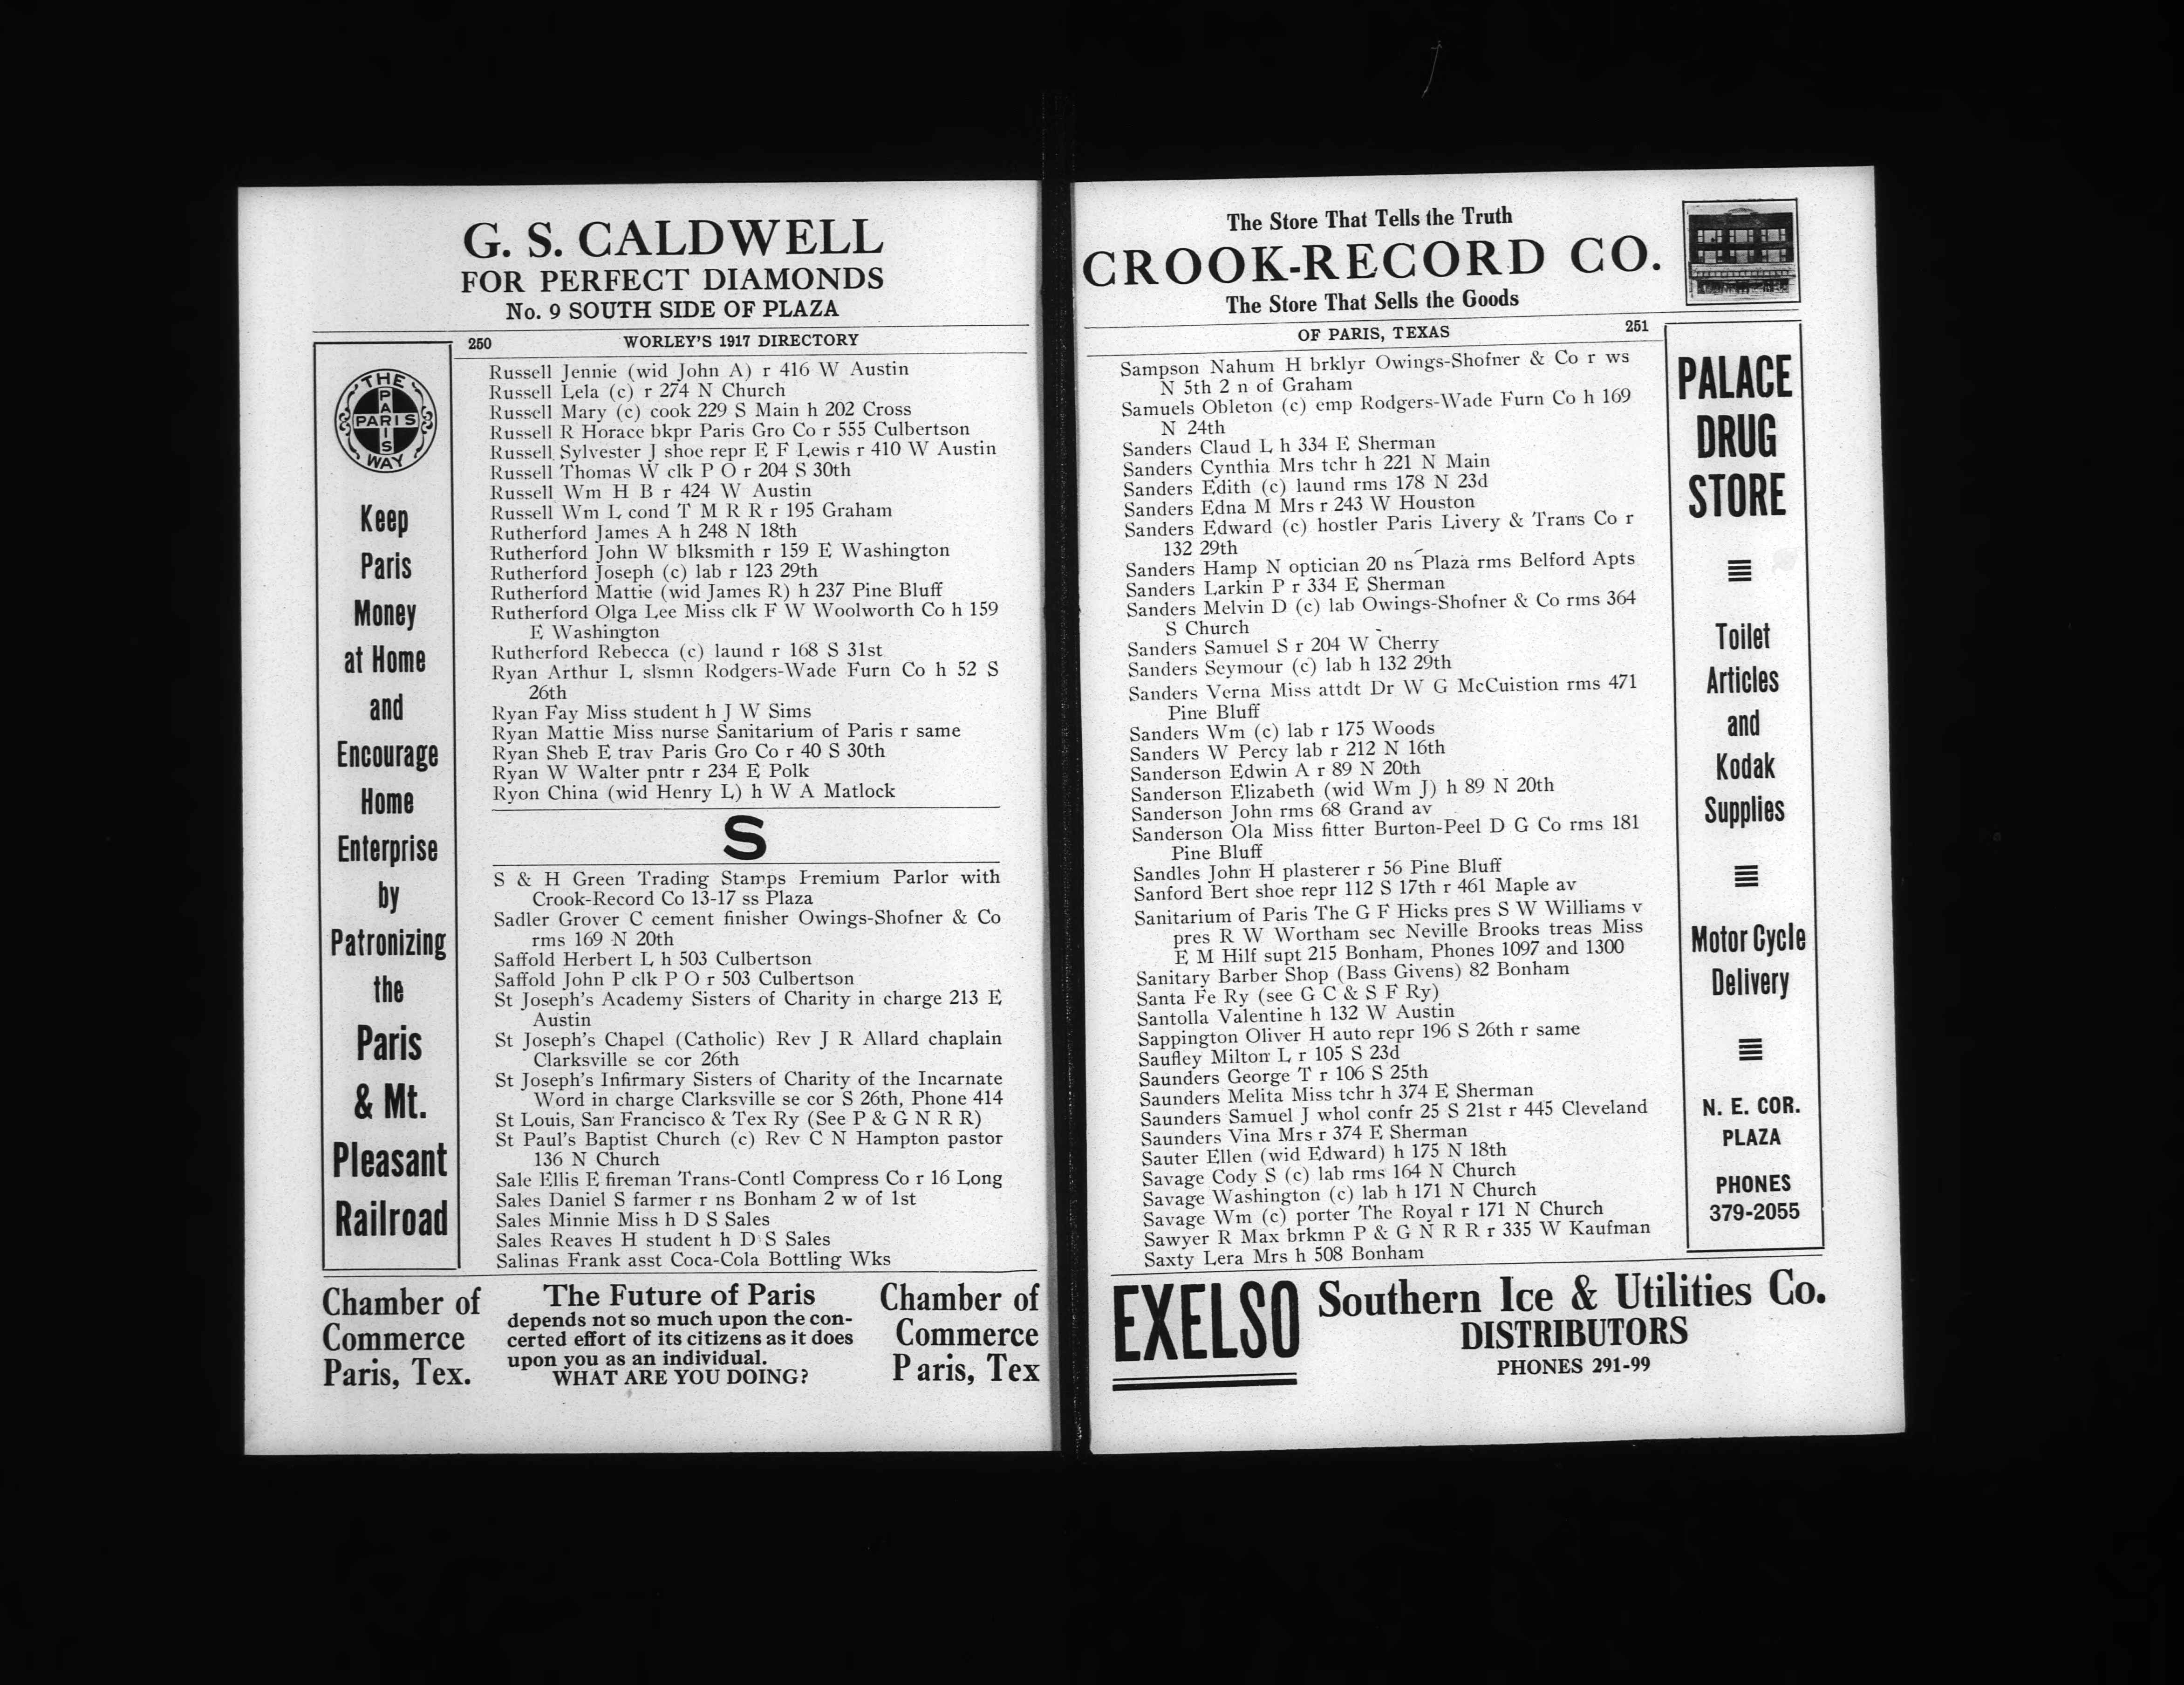 G. S. CALDWELL
FOR PERFECT DIAMONDS
No. 9 SOUTH SIDE OF PLAZA
250
WORLEY'S 1917 DIRECTORY
THE
PARIS
PARIS
WAY
Keep
Paris
Money
at Home
and
Encourage
Home
Enterprise
by
Patronizing
the
Paris
& Mt.
Pleasant
Railroad
Russell Jennie (wid John A) r 416 W Austin
Russell Lela (c) r 274 N Church
Russell Mary (c) cook 229 S Main h 202 Cross
Russell R Horace bkpr Paris Gro Co r 555 Culbertson
Russell Sylvester J shoe repr E F Lewis r 410 W Austin
Russell Thomas W clk P O r 204 S 30th
Russell Wm H B r 424 W Austin
Russell Wm L cond T M R R r 195 Graham
Rutherford James A h 248 N 18th
Rutherford John W blksmith r 159 E Washington
Rutherford Joseph (c) lab r 123 29th
Rutherford Mattie (wid James R) h 237 Pine Bluff
Rutherford Olga Lee Miss clk F W Woolworth Co h 159
E Washington
Rutherford Rebecca (c) laund r 168 S 31st
Ryan Arthur L slsmn Rodgers-Wade Furn Co h 52 S
26th
Ryan Fay Miss student h J W Sims
Ryan Mattie Miss nurse Sanitarium of Paris r same
Ryan Sheb E trav Paris Gro Co r 40 S 30th
Ryan W Walter pntr r 234 E Polk
Ryon China (wid Henry L) h W A Matlock
S
S & H Green Trading Stamps Premium Parlor with
Crook-Record Co 13-17 ss Plaza
Sadler Grover C cement finisher Owings-Shofner & Co
rms 169 N 20th
Saffold Herbert L h 503 Culbertson
Saffold John P clk P O r 503 Culbertson
St Joseph's Academy Sisters of Charity in charge 213 E
Austin
St Joseph's Chapel (Catholic) Rev J R Allard chaplain
Clarksville se cor 26th
St Joseph's Infirmary Sisters of Charity of the Incarnate
Word in charge Clarksville se cor S 26th, Phone 414
St Louis, San Francisco & Tex Ry (See P & G N R R)
St Paul's Baptist Church (c) Rev C N Hampton pastor
136 N Church
Sale Ellis E fireman Trans-Contl Compress Co r 16 Long
Sales Daniel S farmer r ns Bonham 2 w of 1st
Sales Minnie Miss h D S Sales
Sales Reaves H student h D S Sales
Salinas Frank asst Coca-Cola Bottling Wks
Chamber of
Commerce
Paris, Tex.
The Future of Paris
depends not so much upon the con-
certed effort of its citizens as it does
upon you as an individual.
WHAT ARE YOU DOING?
Chamber of
Commerce
Paris, Tex
The Store That Tells the Truth
CROOK-RECORD CO.
The Store That Sells the Goods
OF PARIS, TEXAS
251
Sampson Nahum H brklyr Owings-Shofner & Co r ws
N 5th 2 n of Graham
Samuels Obleton (c) emp Rodgers-Wade Furn Co h 169
N 24th
Sanders Claud L h 334 E Sherman
Sanders Cynthia Mrs tchr h 221 N Main
Sanders Edith (c) laund rms 178 N 23d
Sanders Edna M Mrs r 243 W Houston
Sanders Edward (c) hostler Paris Livery & Trans Co r
132 29th
Sanders Hamp N optician 20 ns Plaza rms Belford Apts
Sanders Larkin P r 334 E Sherman
Sanders Melvin D (c) lab Owings-Shofner & Co rms 364
S Church
Sanders Samuel S r 204 W Cherry
Sanders Seymour (c) lab h 132 29th
Sanders Verna Miss attdt Dr W G McCuistion rms 471
Pine Bluff
Sanders Wm (c) lab r 175 Woods
Sanders W Percy lab r 212 N 16th
Sanderson Edwin A r 89 N 20th
Sanderson Elizabeth (wid Wm J) h 89 N 20th
Sanderson John rms 68 Grand av
Sanderson Ola Miss fitter Burton-Peel D G Co rms 181
Pine Bluff
Sandles John H plasterer r 56 Pine Bluff
Sanford Bert shoe repr 112 S 17th r 461 Maple av
Sanitarium of Paris The G F Hicks pres S W Williams v
pres R W Wortham sec Neville Brooks treas Miss
E M Hilf supt 215 Bonham, Phones 1097 and 1300
Sanitary Barber Shop (Bass Givens) 82 Bonham
Santa Fe Ry (see G C & S F Ry)
Santolla Valentine h 132 W Austin
Sappington Oliver H auto repr 196 S 26th r same
Saufley Milton L r 105 S 23d
Saunders George T r 106 S 25th
Saunders Melita Miss tchr h 374 E Sherman
Saunders Samuel J whol confr 25 S 21st r 445 Cleveland
Saunders Vina Mrs r 374 E Sherman
Sauter Ellen (wid Edward) h 175 N 18th
Savage Cody S (c) lab rms 164 N Church
Savage Washington (c) lab h 171 N Church
Savage Wm (c) porter The Royal r 171 N Church
Sawyer R Max brkmn P & G N R R r 335 W Kaufman
Saxty Lera Mrs h 508 Bonham
PALACE
DRUG
STORE
Toilet
Articles
and
Kodak
Supplies
Motor Cycle
Delivery
N. E. COR.
PLAZA
PHONES
379-2055
EXELSO
Southern Ice & Utilities Co.
DISTRIBUTORS
PHONES 291-99